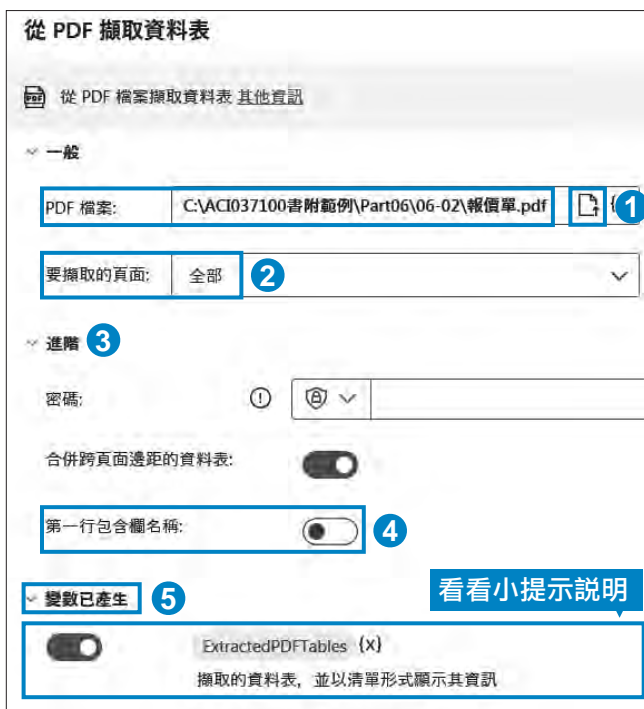 從 PDF 擷取資料表
PDF 從 PDF 檔案擷取資料表 其他資訊
一般
PDF 檔案: C:\ACI037100書附範例\Part06\06-02\報價單.pdf { 1
要擷取的頁面: 全部 2
進階 3
密碼:
合併跨頁面邊距的資料表:
第一行包含欄名稱: 4
變數已產生 5 看看小提示説明
ExtractedPDFTables {x}
擷取的資料表，並以清單形式顯示其資訊